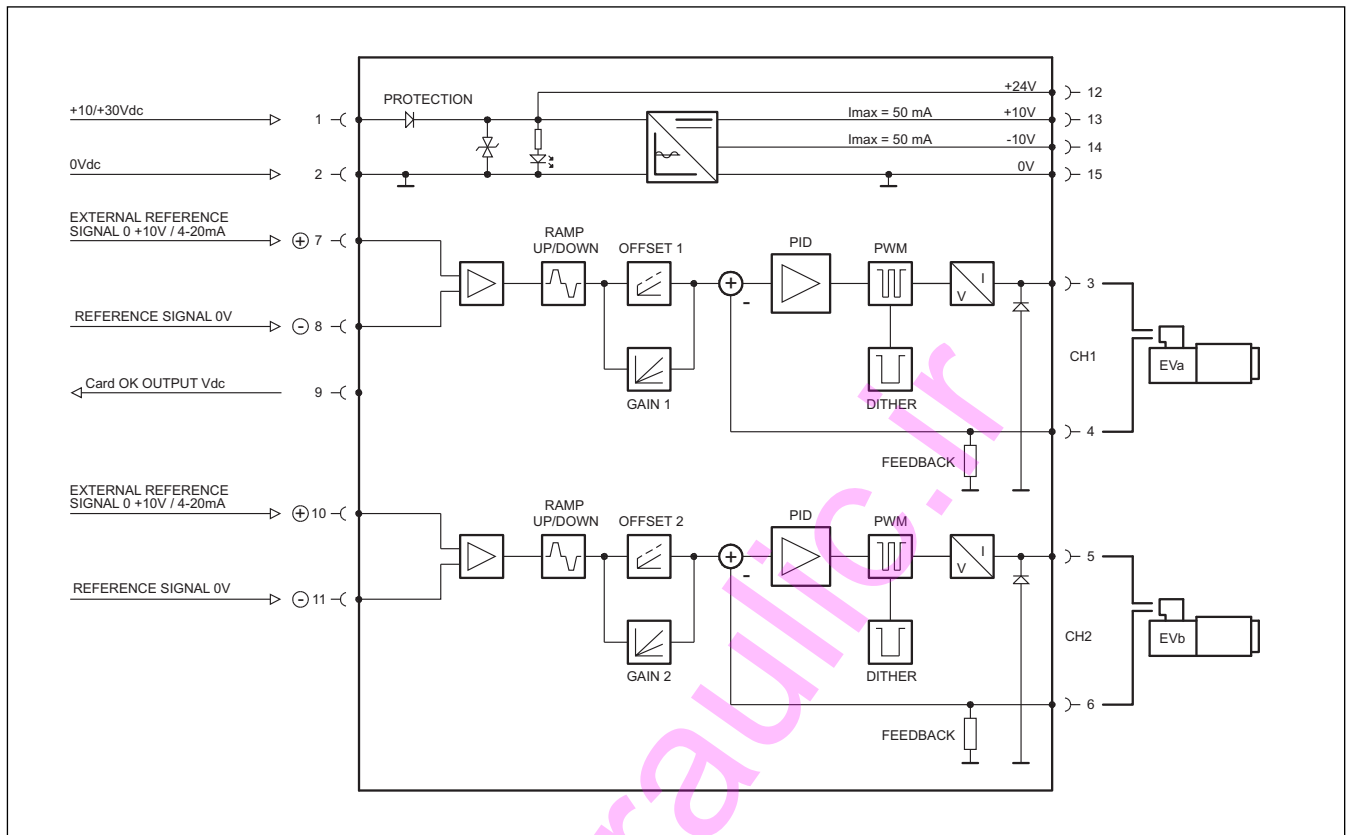 +10/+30Vdc
1
PROTECTION
+24V
12
Imax = 50 mA
+10V
13
Imax = 50 mA
-10V
14
0Vdc
2
0V
15
EXTERNAL REFERENCE
SIGNAL 0 +10V / 4-20mA
+ 7
RAMP
UP/DOWN
OFFSET 1
+
-
PID
PWM
I
V
3
REFERENCE SIGNAL 0V
- 8
CH1
EVa
Card OK OUTPUT Vdc
9
GAIN 1
DITHER
4
FEEDBACK
EXTERNAL REFERENCE
SIGNAL 0 +10V / 4-20mA
+ 10
RAMP
UP/DOWN
OFFSET 2
+
-
PID
PWM
I
V
5
REFERENCE SIGNAL 0V
- 11
CH2
EVb
GAIN 2
DITHER
6
FEEDBACK
raulic.ir